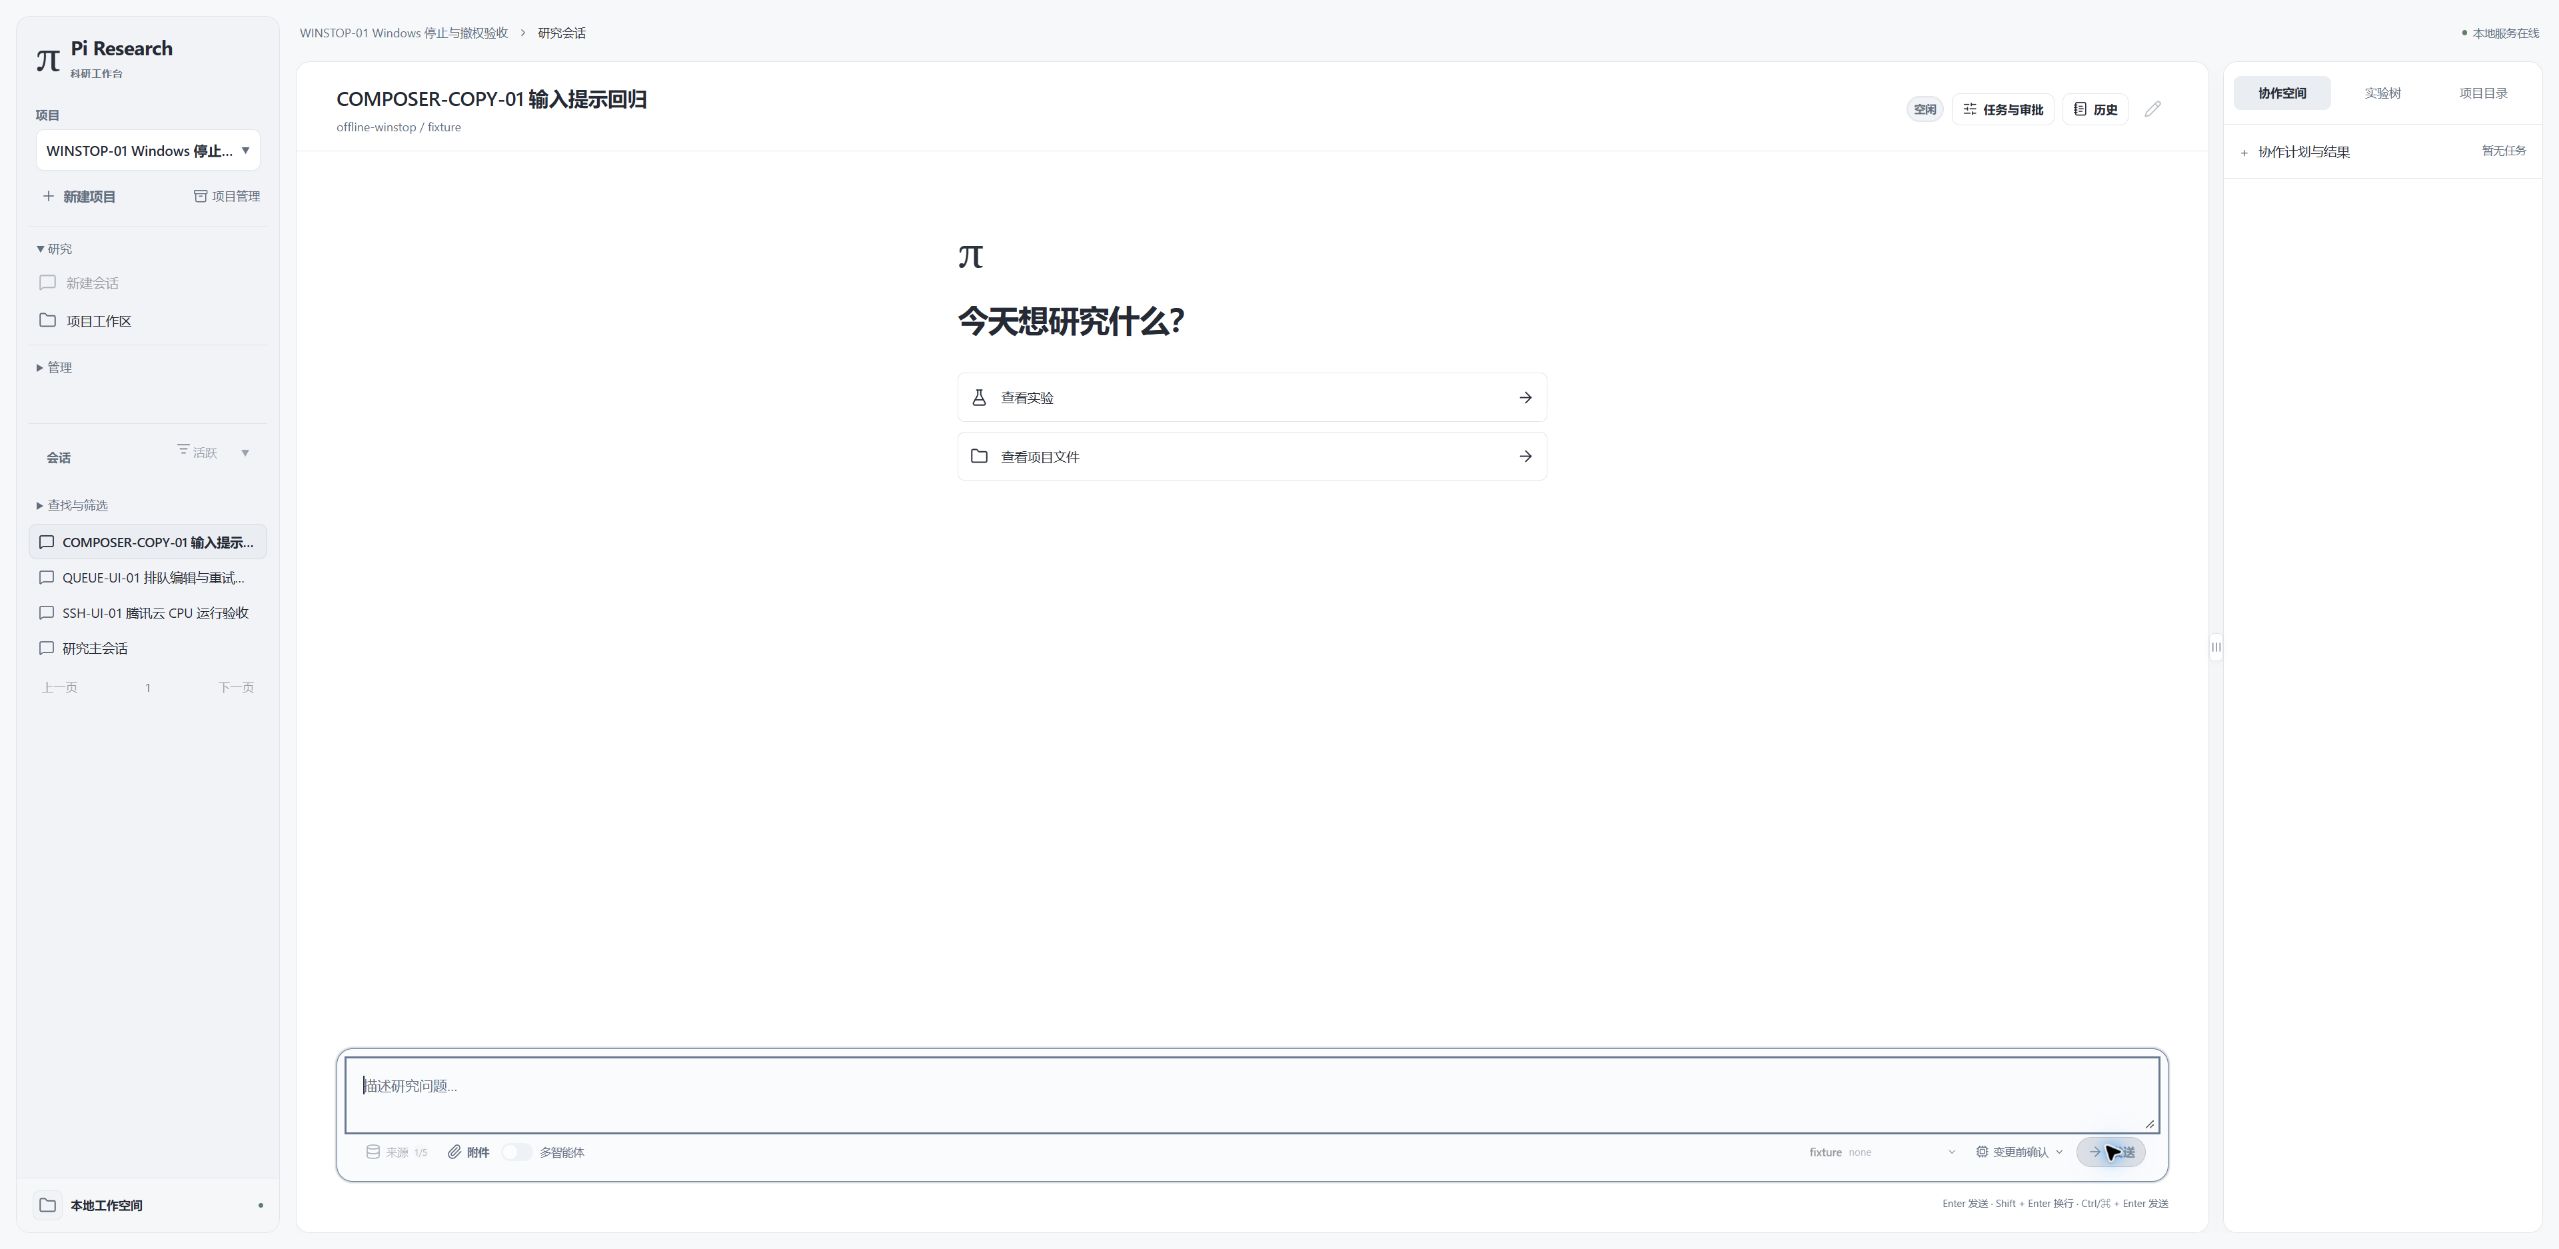 Pi Research
科研工作台
项目
WINSTOP-01 Windows 停止...
新建项目
项目管理
研究
新建会话
项目工作区
管理
会话
活跃
查找与筛选
COMPOSER-COPY-01 输入提示...
QUEUE-UI-01 排队编辑与重试...
SSH-UI-01 腾讯云 CPU 运行验收
研究主会话
上一页 1 下一页
本地工作空间
WINSTOP-01 Windows 停止与撤权验收 › 研究会话
本地服务在线
COMPOSER-COPY-01 输入提示回归
offline-winstop / fixture
空闲
任务与审批
历史
π
今天想研究什么？
查看实验
查看项目文件
描述研究问题...
来源 1/5
附件
多智能体
fixture none
变更前确认
送
Enter 发送 · Shift + Enter 换行 · Ctrl/⌘ + Enter 发送
协作空间
实验树
项目目录
+ 协作计划与结果
暂无任务